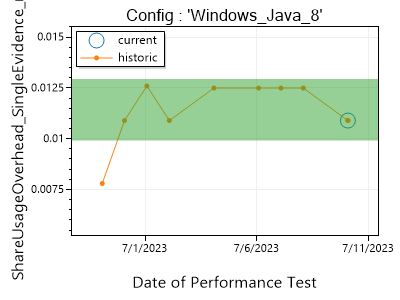 Config : 'Windows_Java_8'
current
historic
0.015
0.0125
0.01
0.0075
7/1/2023
7/6/2023
7/11/2023
Date of Performance Test
ShareUsageOverhead_SingleEvidence_